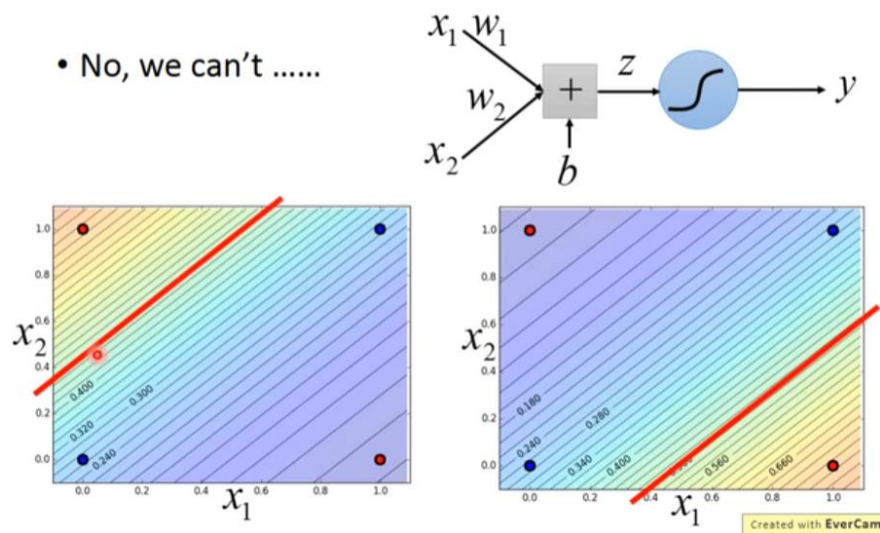 • No, we can't ......
x₁ w₁
w₂
x₂
+
z
y
b
1.0
0.8
0.6
x₂
0.4
0.2
0.0
0.400
0.300
0.320
0.240
0.0 0.2 0.4 0.6 0.8 1.0
x₁
1.0
0.8
0.6
x₂
0.4
0.2
0.0
0.180
0.280
0.240
0.340 0.400 0.560 0.660
0.0 0.2 0.4 0.6 0.8 1.0
x₁
Created with EverCam